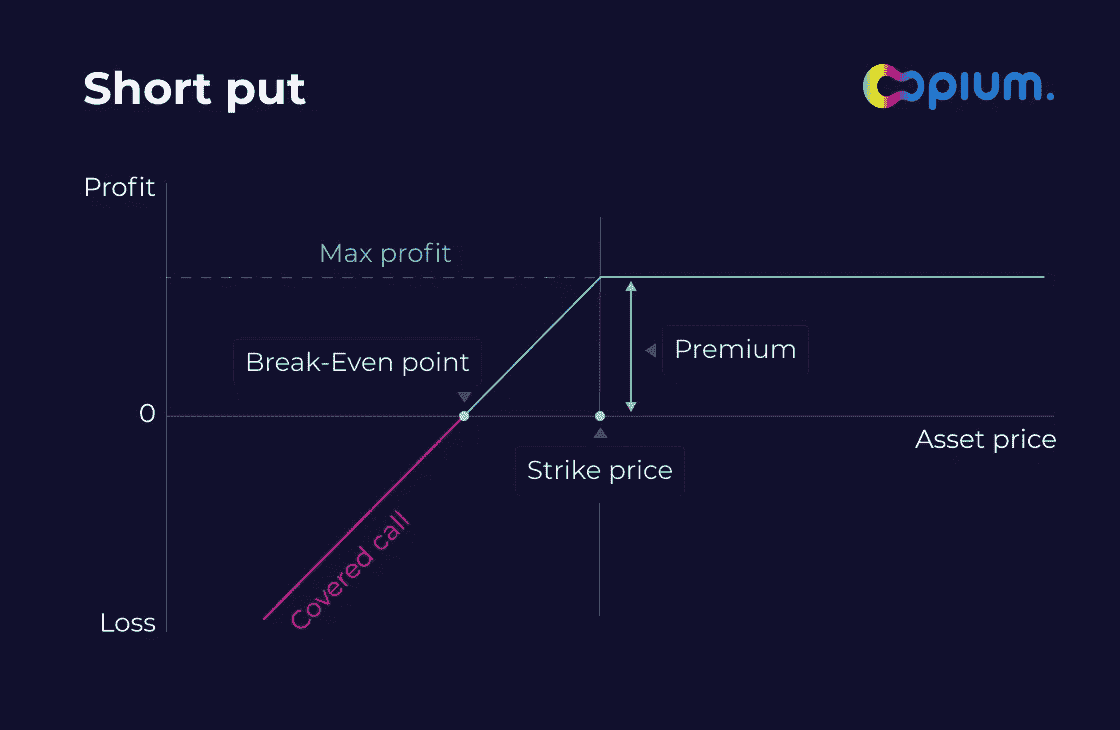 Short put
opium.
Profit
Max profit
Break-Even point
Premium
0
Asset price
Strike price
Covered call
Loss